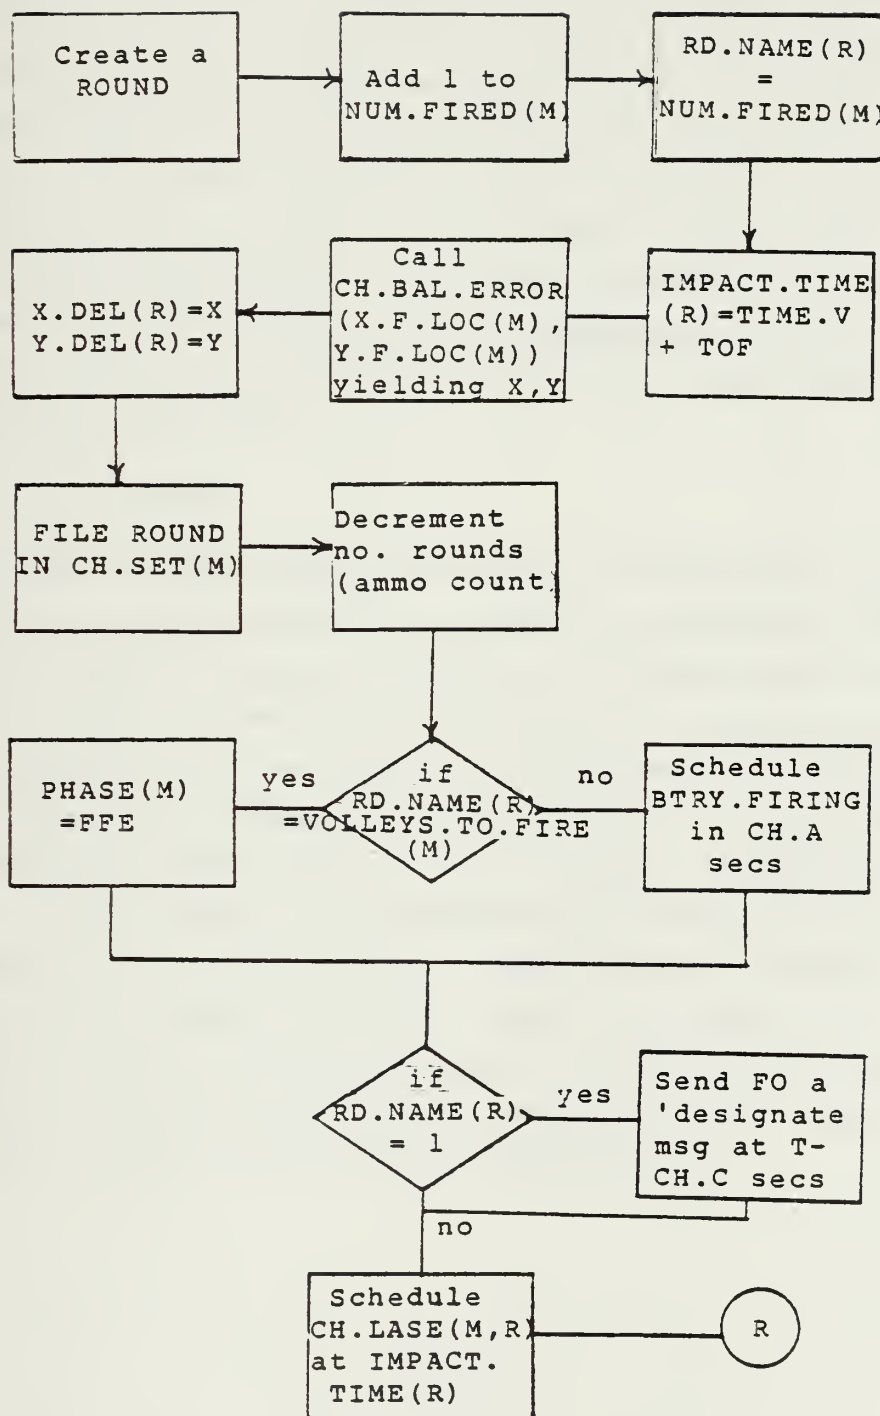 Create a
ROUND
Add 1 to
NUM.FIRED(M)
RD.NAME(R)
=
NUM.FIRED(M)
IMPACT.TIME
(R)=TIME.V
+ TOF
Call
CH.BAL.ERROR
(X.F.LOC(M),
Y.F.LOC(M))
yielding X,Y
X.DEL(R)=X
Y.DEL(R)=Y
FILE ROUND
IN CH.SET(M)
Decrement
no. rounds
(ammo count)
if
RD.NAME(R)
=VOLLEYS.TO.FIRE
(M)
yes
PHASE(M)
=FFE
no
Schedule
BTRY.FIRING
in CH.A
secs
if
RD.NAME(R)
= 1
yes
Send FO a
'designate
msg at T-
CH.C secs
no
Schedule
CH.LASE(M,R)
at IMPACT.
TIME(R)
R